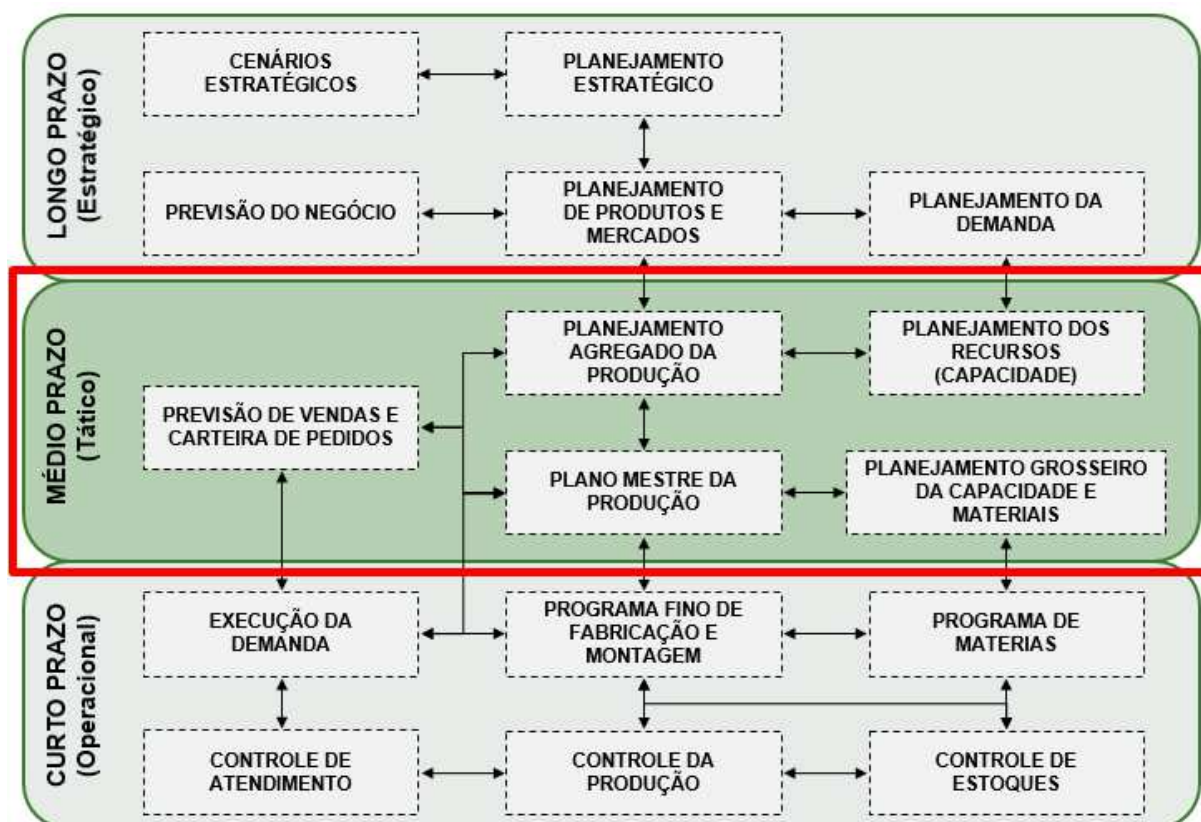 LONGO PRAZO
(Estratégico)
CENÁRIOS
ESTRATÉGICOS
PLANEJAMENTO
ESTRATÉGICO
PREVISÃO DO NEGÓCIO
PLANEJAMENTO
DE PRODUTOS E
MERCADOS
PLANEJAMENTO DA
DEMANDA
MÉDIO PRAZO
(Tático)
PLANEJAMENTO
AGREGADO DA
PRODUÇÃO
PLANEJAMENTO DOS
RECURSOS
(CAPACIDADE)
PREVISÃO DE VENDAS E
CARTEIRA DE PEDIDOS
PLANO MESTRE DA
PRODUÇÃO
PLANEJAMENTO GROSSEIRO
DA CAPACIDADE E
MATERIAIS
CURTO PRAZO
(Operacional)
EXECUÇÃO DA
DEMANDA
PROGRAMA FINO DE
FABRICAÇÃO E
MONTAGEM
PROGRAMA DE
MATERIAS
CONTROLE DE
ATENDIMENTO
CONTROLE DA
PRODUÇÃO
CONTROLE DE
ESTOQUES